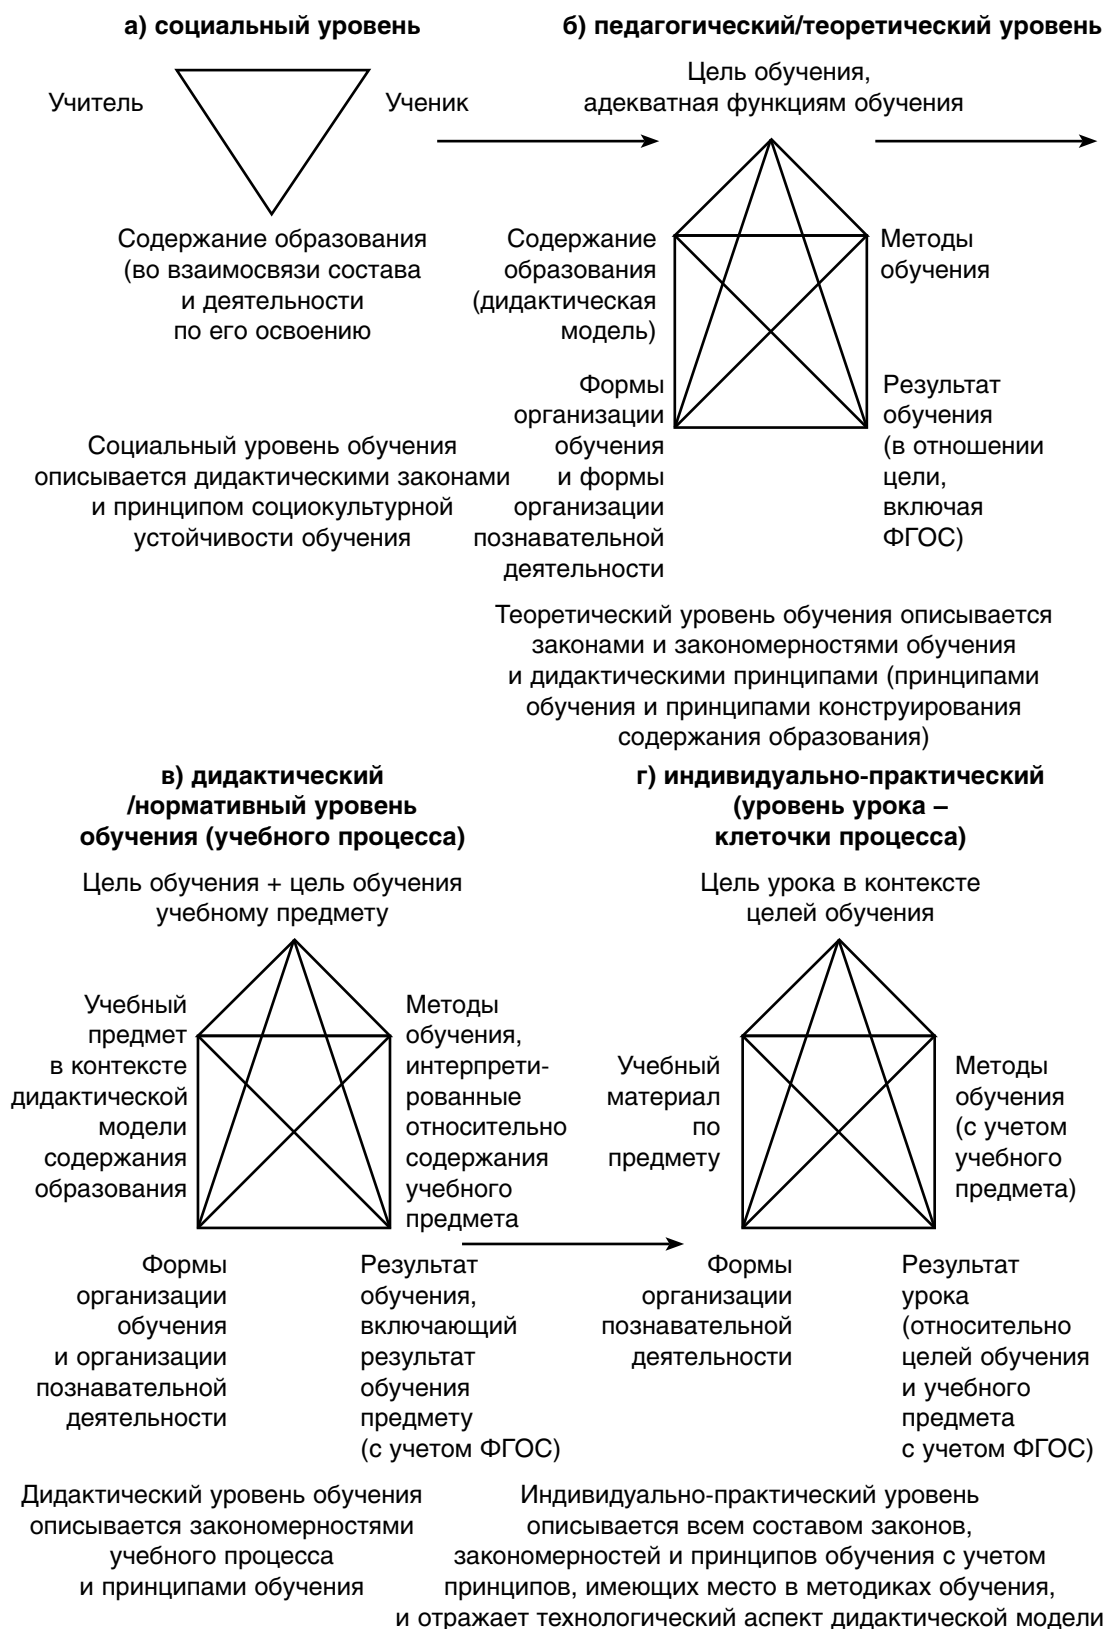 а) социальный уровень
Учитель
Ученик
Содержание образования
(во взаимосвязи состава
и деятельности
по его освоению
Социальный уровень обучения
описывается дидактическими законами
и принципом социокультурной
устойчивости обучения
б) педагогический/теоретический уровень
Цель обучения,
адекватная функциям обучения
Содержание
образования
(дидактическая
модель)
Методы
обучения
Формы
организации
обучения
и формы
организации
познавательной
деятельности
Результат
обучения
(в отношении
цели,
включая
ФГОС)
Теоретический уровень обучения описывается
законами и закономерностями обучения
и дидактическими принципами (принципами
обучения и принципами конструирования
содержания образования)
в) дидактический
/нормативный уровень
обучения (учебного процесса)
Цель обучения + цель обучения
учебному предмету
Учебный
предмет
в контексте
дидактической
модели
содержания
образования
Методы
обучения,
интерпрети-
рованные
относительно
содержания
учебного
предмета
Формы
организации
обучения
и организации
познавательной
деятельности
Результат
обучения,
включающий
результат
обучения
предмету
(с учетом ФГОС)
Дидактический уровень обучения
описывается закономерностями
учебного процесса
и принципами обучения
г) индивидуально-практический
(уровень урока –
клеточки процесса)
Цель урока в контексте
целей обучения
Учебный
материал
по
предмету
Методы
обучения
(с учетом
учебного
предмета)
Формы
организации
познавательной
деятельности
Результат
урока
(относительно
целей обучения
и учебного
предмета
с учетом ФГОС)
Индивидуально-практический уровень
описывается всем составом законов,
закономерностей и принципов обучения с учетом
принципов, имеющих место в методиках обучения,
и отражает технологический аспект дидактической модели